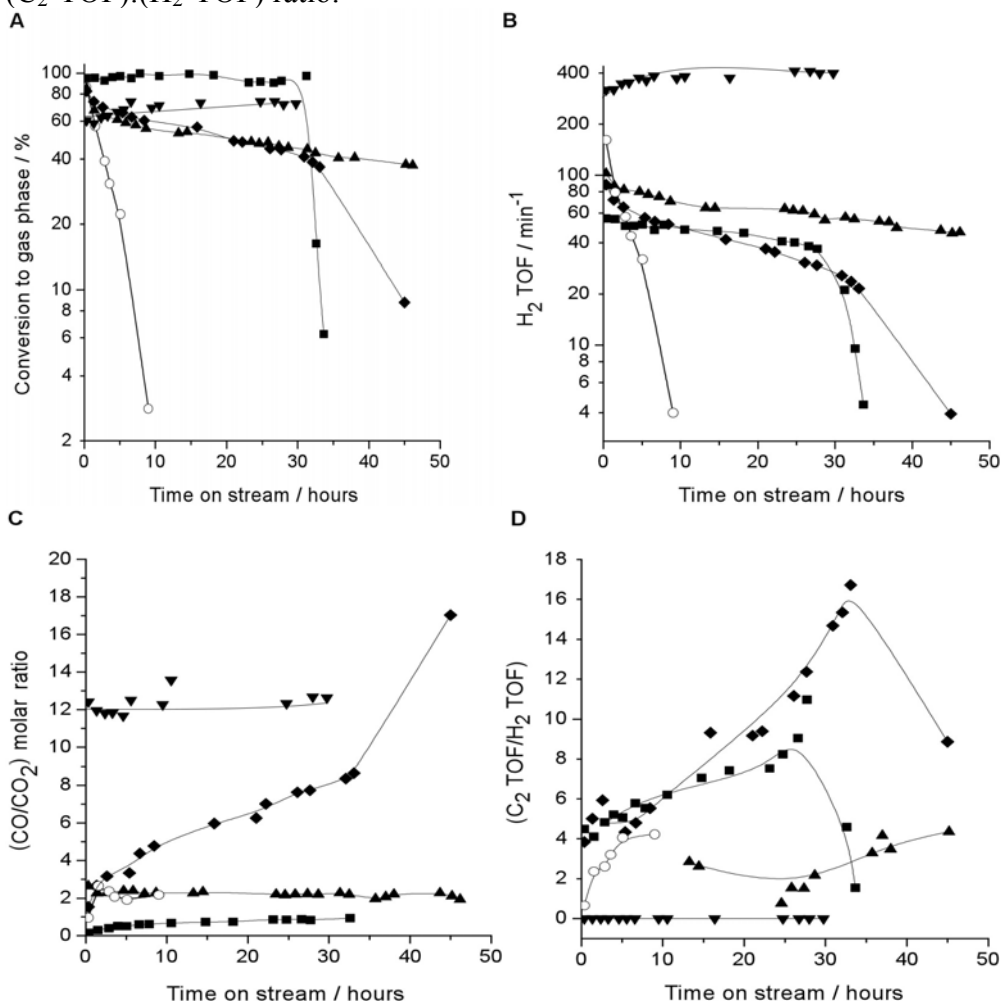 (C₂ TOF):(H₂ TOF) ratio.
A
B
100
80
60
40
20
10
8
6
4
2
Conversion to gas phase / %
0 10 20 30 40 50
Time on stream / hours
400
200
100
80
60
40
20
10
8
6
4
H₂ TOF / min⁻¹
0 10 20 30 40 50
Time on stream / hours
C
D
20
18
16
14
12
10
8
6
4
2
0
(CO/CO₂) molar ratio
0 10 20 30 40 50
Time on stream / hours
18
16
14
12
10
8
6
4
2
0
(C₂ TOF/H₂ TOF)
0 10 20 30 40 50
Time on stream / hours